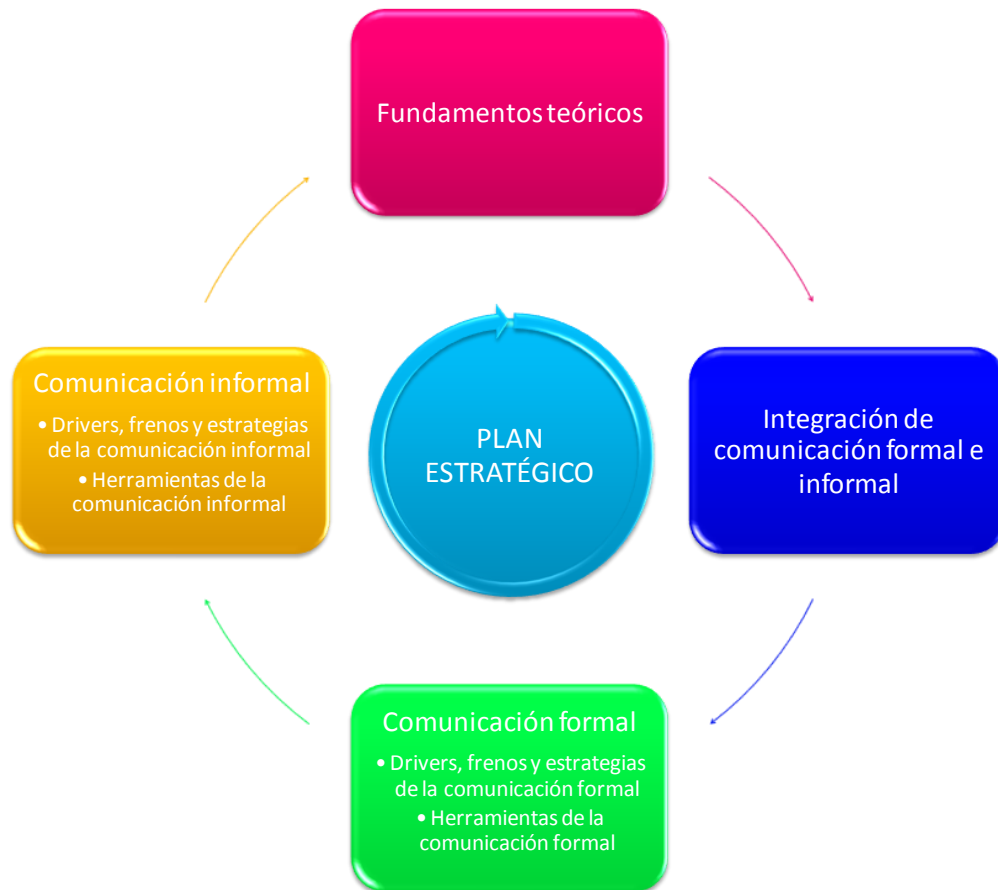 Fundamentos teóricos
Comunicación informal
• Drivers, frenos y estrategias
de la comunicación informal
• Herramientas de la
comunicación informal
PLAN
ESTRATÉGICO
Integración de
comunicación formal e
informal
Comunicación formal
• Drivers, frenos y estrategias
de la comunicación formal
• Herramientas de la
comunicación formal